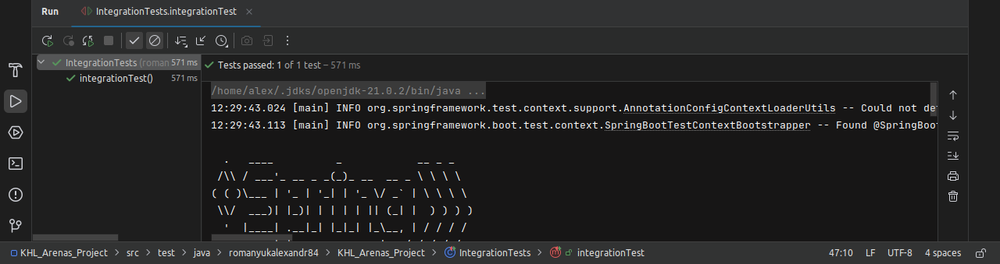 Run IntegrationTests.integrationTest
IntegrationTests (roman 571 ms
integrationTest() 571 ms
Tests passed: 1 of 1 test – 571 ms
/home/alex/.jdks/openjdk-21.0.2/bin/java ...
12:29:43.024 [main] INFO org.springframework.test.context.support.AnnotationConfigContextLoaderUtils -- Could not de
12:29:43.113 [main] INFO org.springframework.boot.test.context.SpringBootTestContextBootstrapper -- Found @SpringBoot
  .   ____          _            __ _ _
 /\\ / ___'_ __ _ _(_)_ __  __ _ \ \ \ \
( ( )\___ | '_ | '_| | '_ \/ _` | \ \ \ \
 \\/  ___)| |_)| | | | | || (_| |  ) ) ) )
  '  |____| .__|_| |_|_| |_\__, | / / / /
KHL_Arenas_Project > src > test > java > romanyukalexandr84 > KHL_Arenas_Project > IntegrationTests > integrationTest 47:10 LF UTF-8 4 spaces